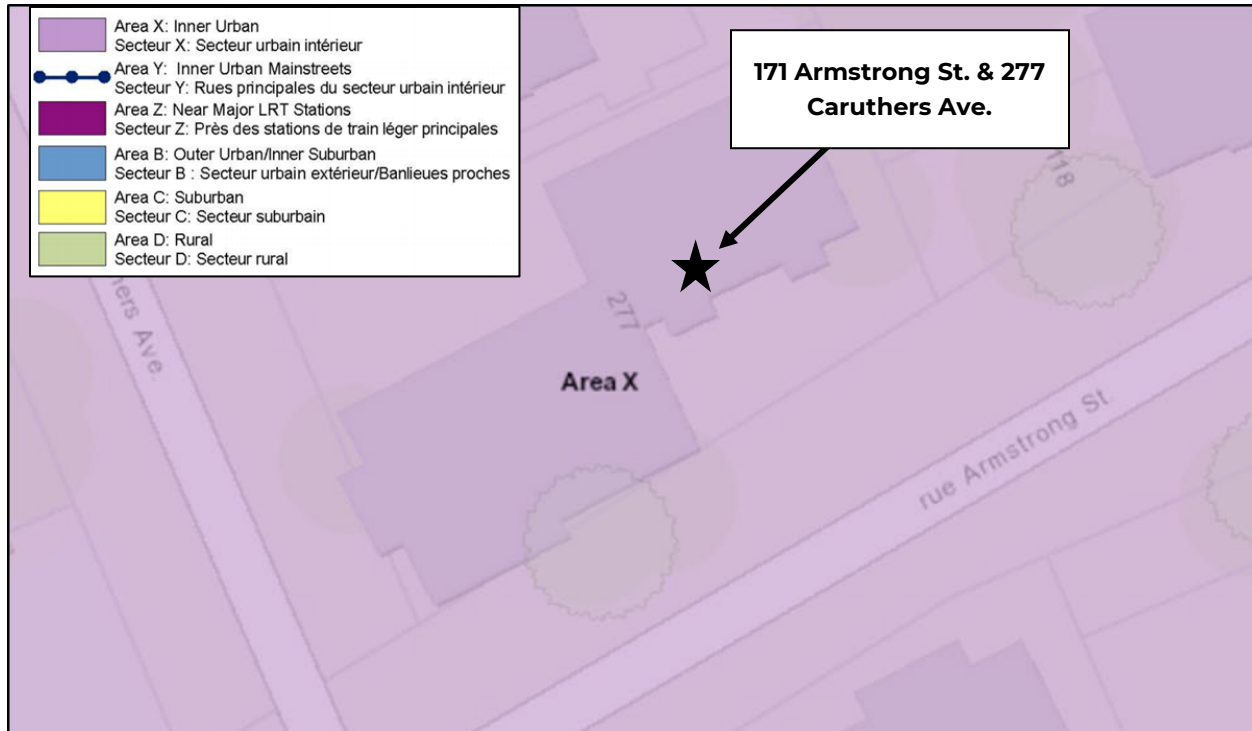 Area X: Inner Urban
Secteur X: Secteur urbain intérieur
Area Y: Inner Urban Mainstreets
Secteur Y: Rues principales du secteur urbain intérieur
Area Z: Near Major LRT Stations
Secteur Z: Près des stations de train léger principales
Area B: Outer Urban/Inner Suburban
Secteur B : Secteur urbain extérieur/Banlieues proches
Area C: Suburban
Secteur C: Secteur suburbain
Area D: Rural
Secteur D: Secteur rural
171 Armstrong St. & 277
Caruthers Ave.
118
hers Ave.
277
Area X
rue Armstrong St.